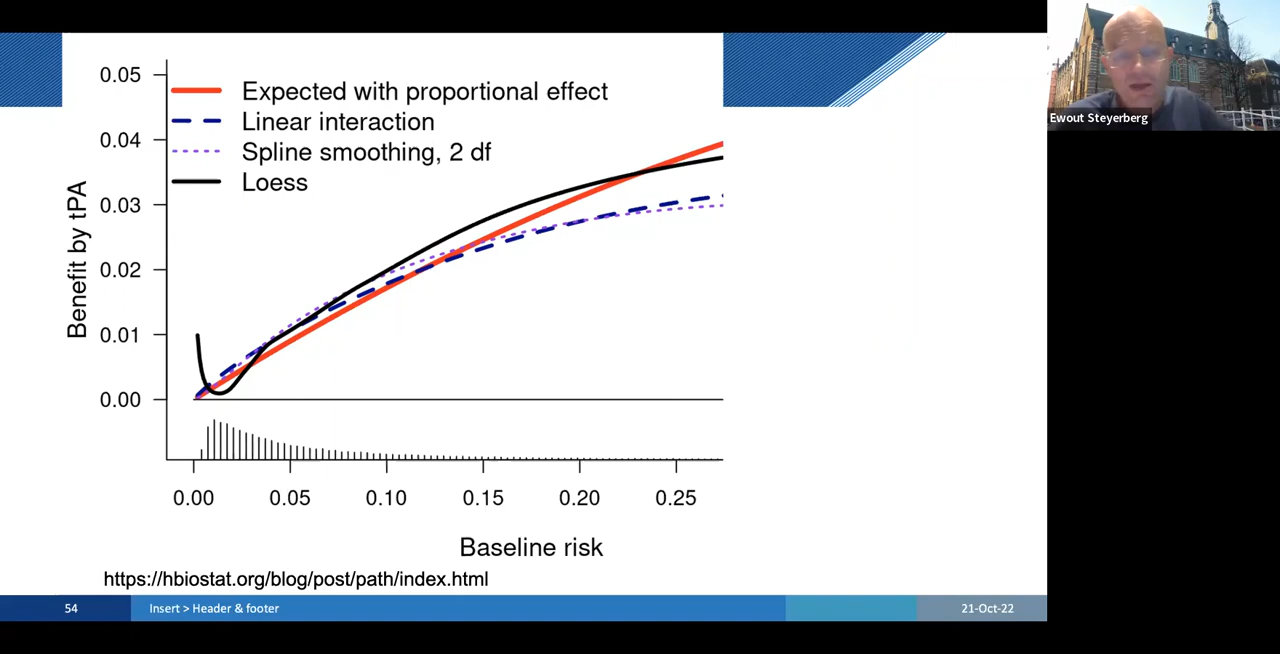 0.05
0.04
0.03
0.02
0.01
0.00
Benefit by tPA
Expected with proportional effect
Linear interaction
Spline smoothing, 2 df
Loess
0.00 0.05 0.10 0.15 0.20 0.25
Baseline risk
https://hbiostat.org/blog/post/path/index.html
54 Insert > Header & footer 21-Oct-22
Ewout Steyerberg